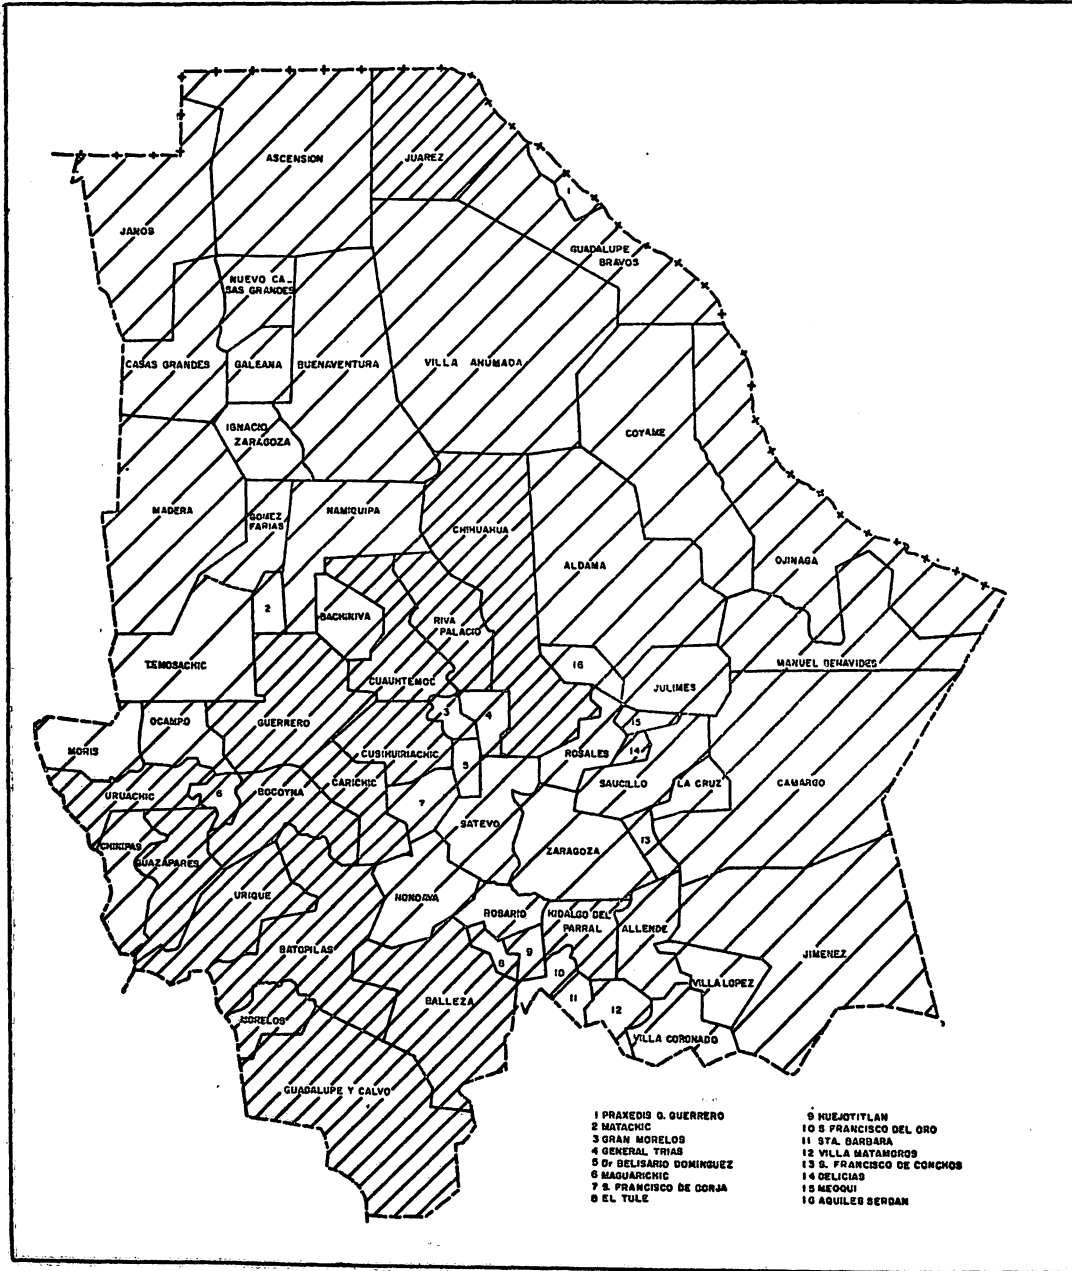 ASCENSION
JUAREZ
1
JANOS
GUADALUPE
BRAVOS
NUEVO CA_
SAS GRANDES
CASAS GRANDES
GALEANA
BUENAVENTURA
VILLA AHUMADA
IGNACIO
ZARAGOZA
COYAME
MADERA
GOMEZ
FARIAS
NAMIQUIPA
CHIHUAHUA
ALDAMA
OJINAGA
2
BACHINIVA
RIVA
PALACIO
TEMOSACHIC
CUAUHTEMOC
16
JULIMES
MANUEL BENAVIDES
OCAMPO
GUERRERO
3
4
15
MORIS
CUSIHUIRIACHIC
5
ROSALES
14
URUACHIC
6
BOCOYNA
CARICHIC
7
SAUCILLO
LA CRUZ
CAMARGO
SATEVO
CHINIPAS
GUAZAPARES
ZARAGOZA
13
URIQUE
NONOAVA
ROSARIO
HIDALGO DEL
PARRAL
ALLENDE
BATOPILAS
8
9
10
JIMENEZ
BALLEZA
11
12
VILLA LOPEZ
MORELOS
VILLA CORONADO
GUADALUPE Y CALVO
1 PRAXEDIS G. GUERRERO
2 MATACHIC
3 GRAN MORELOS
4 GENERAL TRIAS
5 Dr BELISARIO DOMINGUEZ
6 MAGUARICHIC
7 S. FRANCISCO DE BORJA
8 EL TULE
9 HUEJOTITLAN
10 S FRANCISCO DEL ORO
11 STA. BARBARA
12 VILLA MATAMOROS
13 S. FRANCISCO DE CONCHOS
14 DELICIAS
15 MEOQUI
16 AQUILES SERDAN